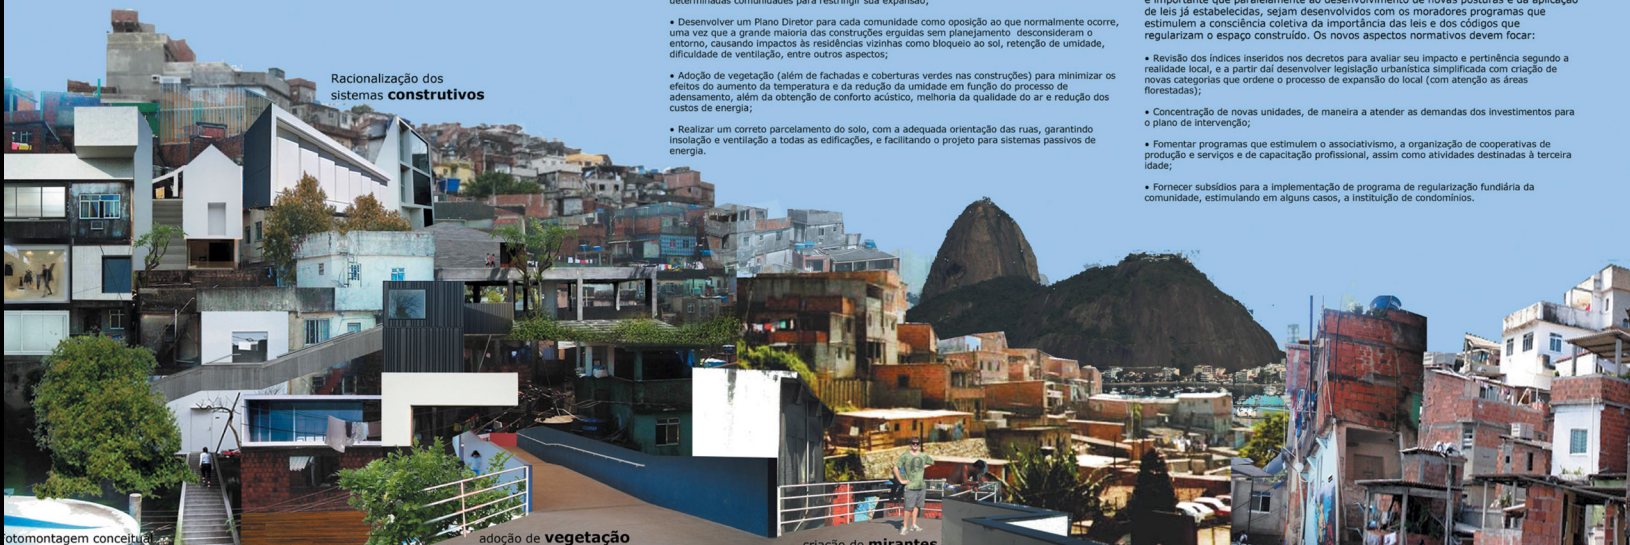 determinadas comunidades para restringir sua expansão;
• Desenvolver um Plano Diretor para cada comunidade como oposição ao que normalmente ocorre,
uma vez que a grande maioria das construções erguidas sem planejamento desconsideram o
entorno, causando impactos às residências vizinhas como bloqueio ao sol, retenção de umidade,
dificuldade de ventilação, entre outros aspectos;
• Adoção de vegetação (além de fachadas e coberturas verdes nas construções) para minimizar os
efeitos do aumento da temperatura e da redução da umidade em função do processo de
adensamento, além da obtenção de conforto acústico, melhoria da qualidade do ar e redução dos
custos de energia;
• Realizar um correto parcelamento do solo, com a adequada orientação das ruas, garantindo
insolação e ventilação a todas as edificações, e facilitando o projeto para sistemas passivos de
energia.
é importante que paralelamente ao desenvolvimento de novas posturas e da aplicação
de leis já estabelecidas, sejam desenvolvidos com os moradores programas que
estimulem a consciência coletiva da importância das leis e dos códigos que
regularizam o espaço construído. Os novos aspectos normativos devem focar:
• Revisão dos índices inseridos nos decretos para avaliar seu impacto e pertinência segundo a
realidade local, e a partir daí desenvolver legislação urbanística simplificada com criação de
novas categorias que ordene o processo de expansão do local (com atenção as áreas
florestadas);
• Concentração de novas unidades, de maneira a atender as demandas dos investimentos para
o plano de intervenção;
• Fomentar programas que estimulem o associativismo, a organização de cooperativas de
produção e serviços e de capacitação profissional, assim como atividades destinadas à terceira
idade;
• Fornecer subsídios para a implementação de programa de regularização fundiária da
comunidade, estimulando em alguns casos, a instituição de condomínios.
Racionalização dos
sistemas construtivos
fotomontagem conceitual
adoção de vegetação
criação de mirantes